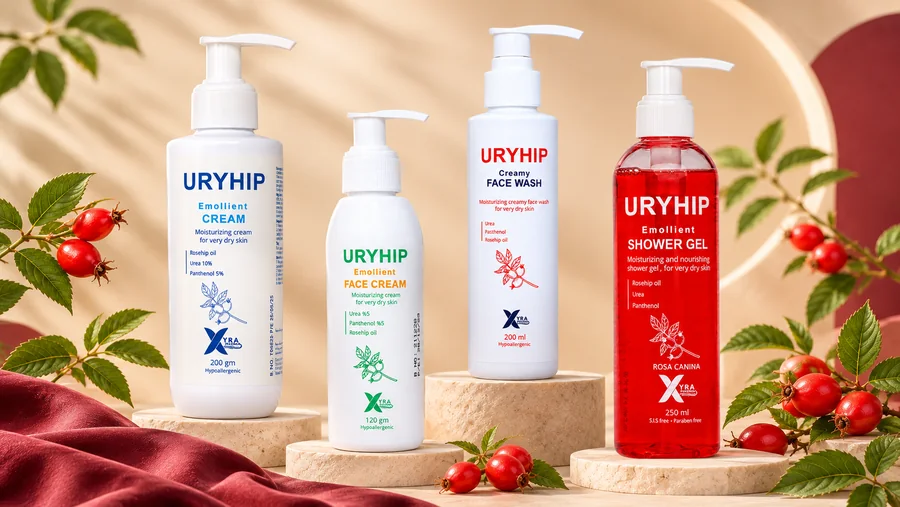 URYHIP
Emollient
CREAM
Moisturizing cream
for very dry skin
Rosehip oil
Urea 10%
Panthenol 5%
XYRA
200 gm
Hypoallergenic
URYHIP
Emollient
FACE CREAM
Moisturizing cream
for very dry skin
Urea %5
Panthenol %5
Rosehip oil
XYRA
120 gm
Hypoallergenic
URYHIP
Creamy
FACE WASH
Moisturizing creamy face wash
for very dry skin
Urea
Panthenol
Rosehip oil
XYRA
200 ml
Hypoallergenic
URYHIP
Emollient
SHOWER GEL
Moisturizing and nourishing
shower gel , for very dry skin
Rosehip oil
Urea
Panthenol
ROSA CANINA
XYRA
250 ml
SLS free • Paraben free